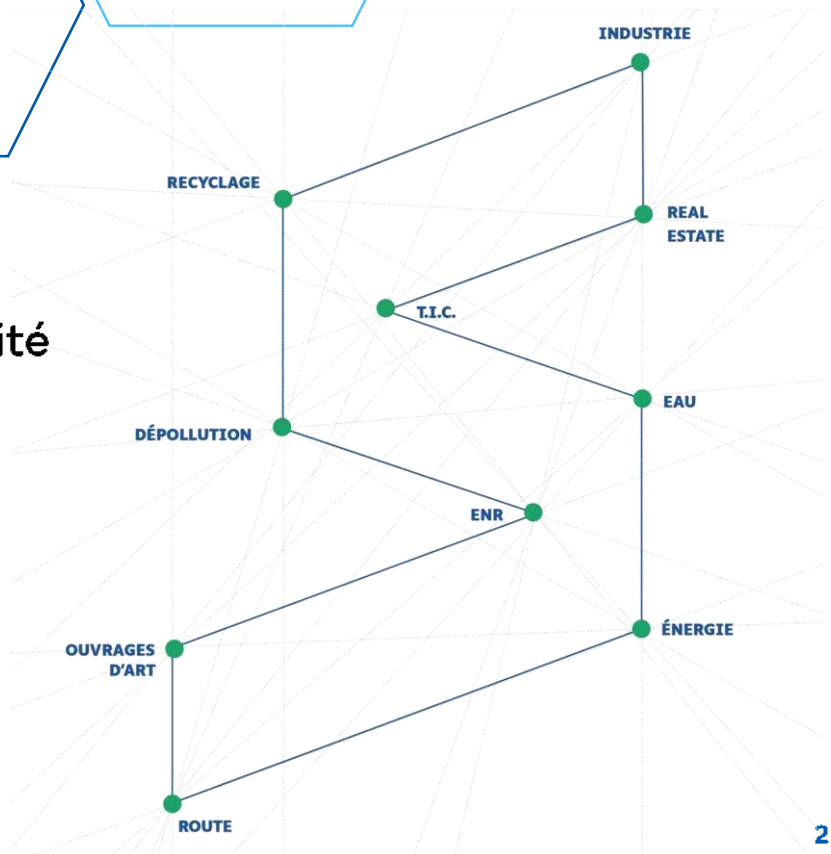 INDUSTRIE
RECYCLAGE
REAL
ESTATE
T.I.C.
ité
EAU
DÉPOLLUTION
ENR
ÉNERGIE
OUVRAGES
D'ART
ROUTE
2